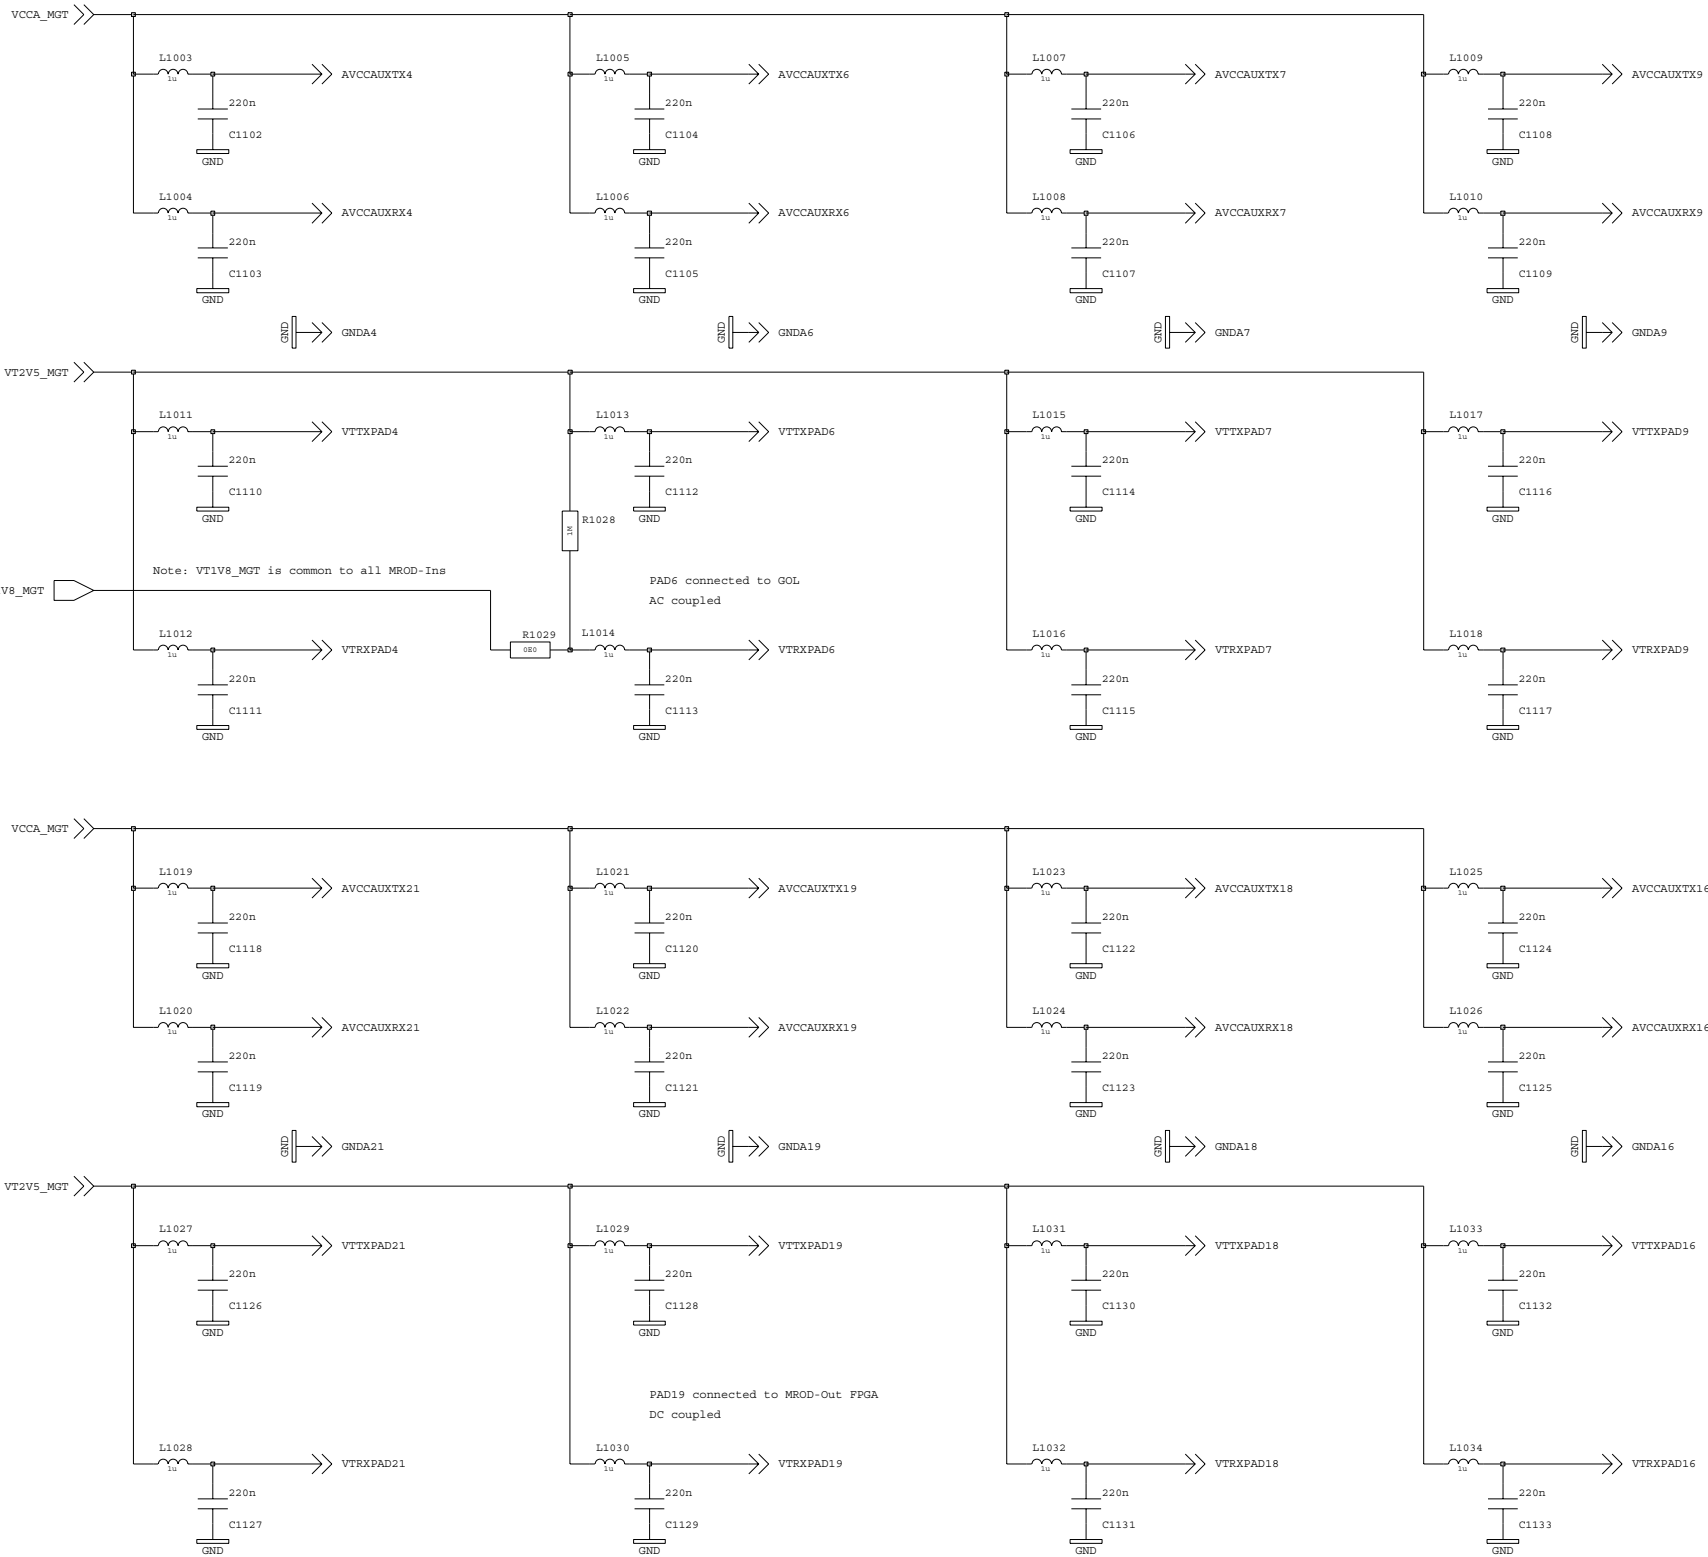 VCCA_MGT
L1003 L1005 L1007 L1009
1u AVCCAUXTX4 1u AVCCAUXTX6 1u AVCCAUXTX7 1u AVCCAUXTX9
220n 220n 220n 220n
C1102 C1104 C1106 C1108
GND GND GND GND
L1004 L1006 L1008 L1010
1u AVCCAUXRX4 1u AVCCAUXRX6 1u AVCCAUXRX7 1u AVCCAUXRX9
220n 220n 220n 220n
C1103 C1105 C1107 C1109
GND GND GND GND
GND GNDA4 GND GNDA6 GND GNDA7 GND GNDA9
VT2V5_MGT
L1011 L1013 L1015 L1017
1u VTTXPAD4 1u VTTXPAD6 1u VTTXPAD7 1u VTTXPAD9
220n 220n 220n 220n
C1110 C1112 C1114 C1116
GND GND GND GND
1M R1028
Note: VT1V8_MGT is common to all MROD-Ins
PAD6 connected to GOL
V8_MGT
AC coupled
L1012 R1029 L1014 L1016 L1018
1u VTRXPAD4 0E0 1u VTRXPAD6 1u VTRXPAD7 1u VTRXPAD9
220n 220n 220n 220n
C1111 C1113 C1115 C1117
GND GND GND GND
VCCA_MGT
L1019 L1021 L1023 L1025
1u AVCCAUXTX21 1u AVCCAUXTX19 1u AVCCAUXTX18 1u AVCCAUXTX16
220n 220n 220n 220n
C1118 C1120 C1122 C1124
GND GND GND GND
L1020 L1022 L1024 L1026
1u AVCCAUXRX21 1u AVCCAUXRX19 1u AVCCAUXRX18 1u AVCCAUXRX16
220n 220n 220n 220n
C1119 C1121 C1123 C1125
GND GND GND GND
GND GNDA21 GND GNDA19 GND GNDA18 GND GNDA16
VT2V5_MGT
L1027 L1029 L1031 L1033
1u VTTXPAD21 1u VTTXPAD19 1u VTTXPAD18 1u VTTXPAD16
220n 220n 220n 220n
C1126 C1128 C1130 C1132
GND GND GND GND
PAD19 connected to MROD-Out FPGA
DC coupled
L1028 L1030 L1032 L1034
1u VTRXPAD21 1u VTRXPAD19 1u VTRXPAD18 1u VTRXPAD16
220n 220n 220n 220n
C1127 C1129 C1131 C1133
GND GND GND GND